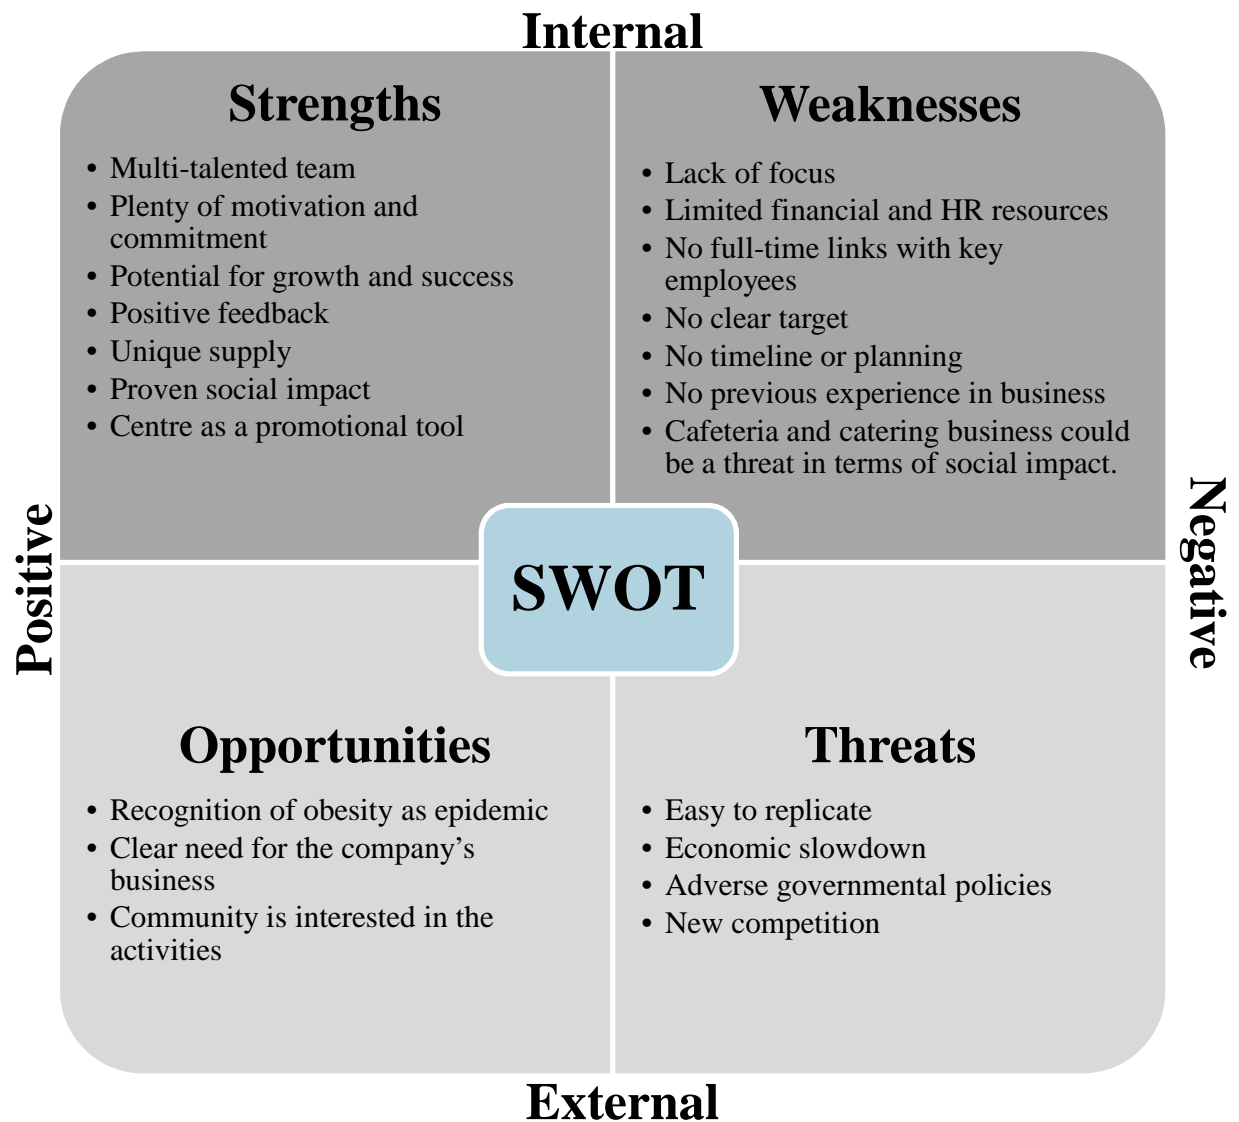 Internal
Strengths
• Multi-talented team
• Plenty of motivation and
commitment
• Potential for growth and success
• Positive feedback
• Unique supply
• Proven social impact
• Centre as a promotional tool
Weaknesses
• Lack of focus
• Limited financial and HR resources
• No full-time links with key
employees
• No clear target
• No timeline or planning
• No previous experience in business
• Cafeteria and catering business could
be a threat in terms of social impact.
Positive
SWOT
Negative
Opportunities
• Recognition of obesity as epidemic
• Clear need for the company’s
business
• Community is interested in the
activities
Threats
• Easy to replicate
• Economic slowdown
• Adverse governmental policies
• New competition
External